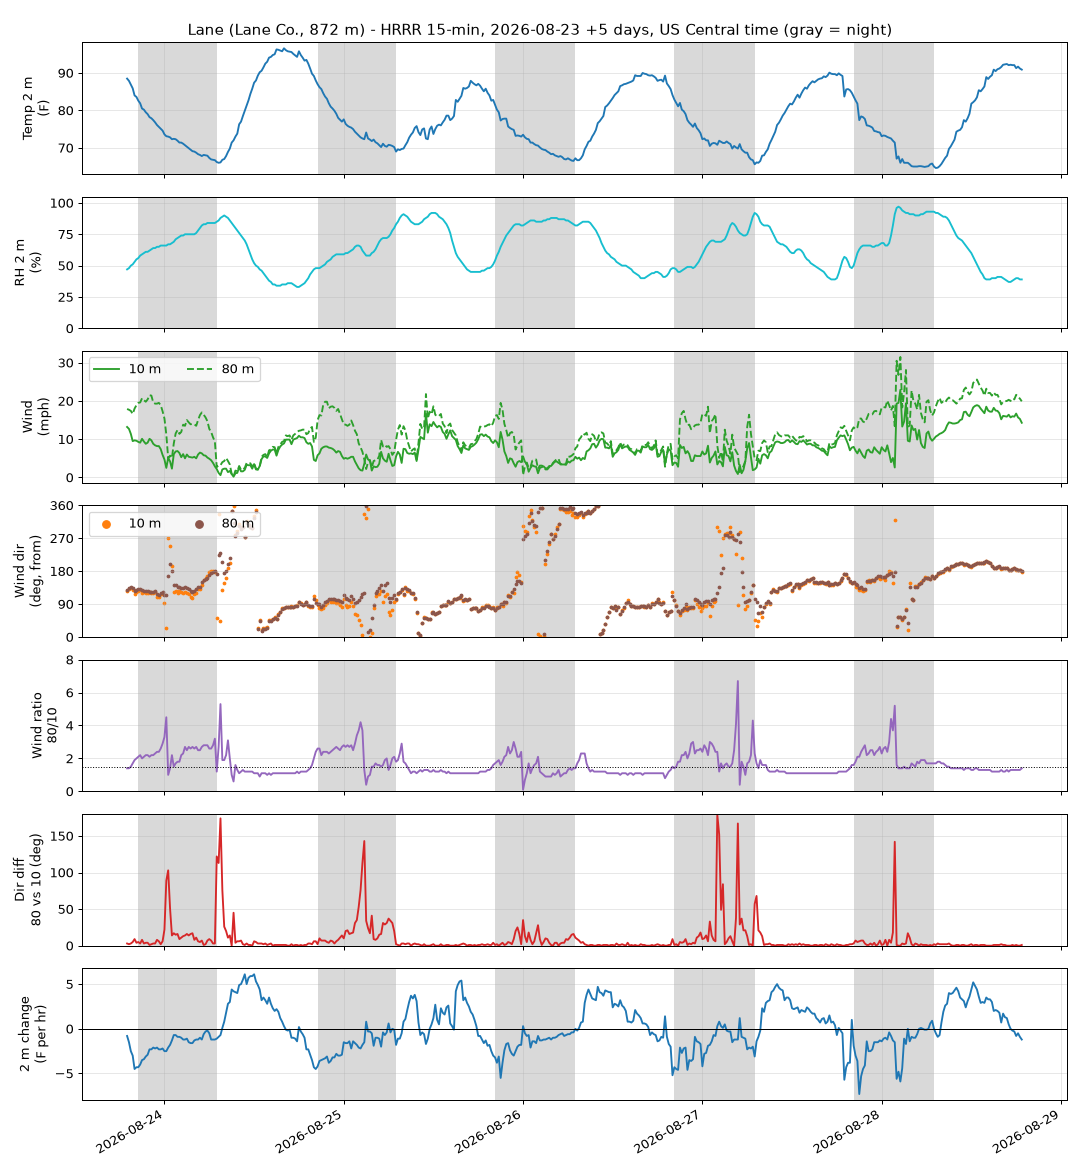 Lane (Lane Co., 872 m) - HRRR 15-min, 2026-08-23 +5 days, US Central time (gray = night)
Temp 2 m
(F)
90
80
70
RH 2 m
(%)
100
75
50
25
0
Wind
(mph)
30
20
10
0
10 m
80 m
Wind dir
(deg, from)
360
270
180
90
0
10 m
80 m
Wind ratio
80/10
8
6
4
2
0
Dir diff
80 vs 10 (deg)
150
100
50
0
2 m change
(F per hr)
5
0
−5
2026-08-24
2026-08-25
2026-08-26
2026-08-27
2026-08-28
2026-08-29